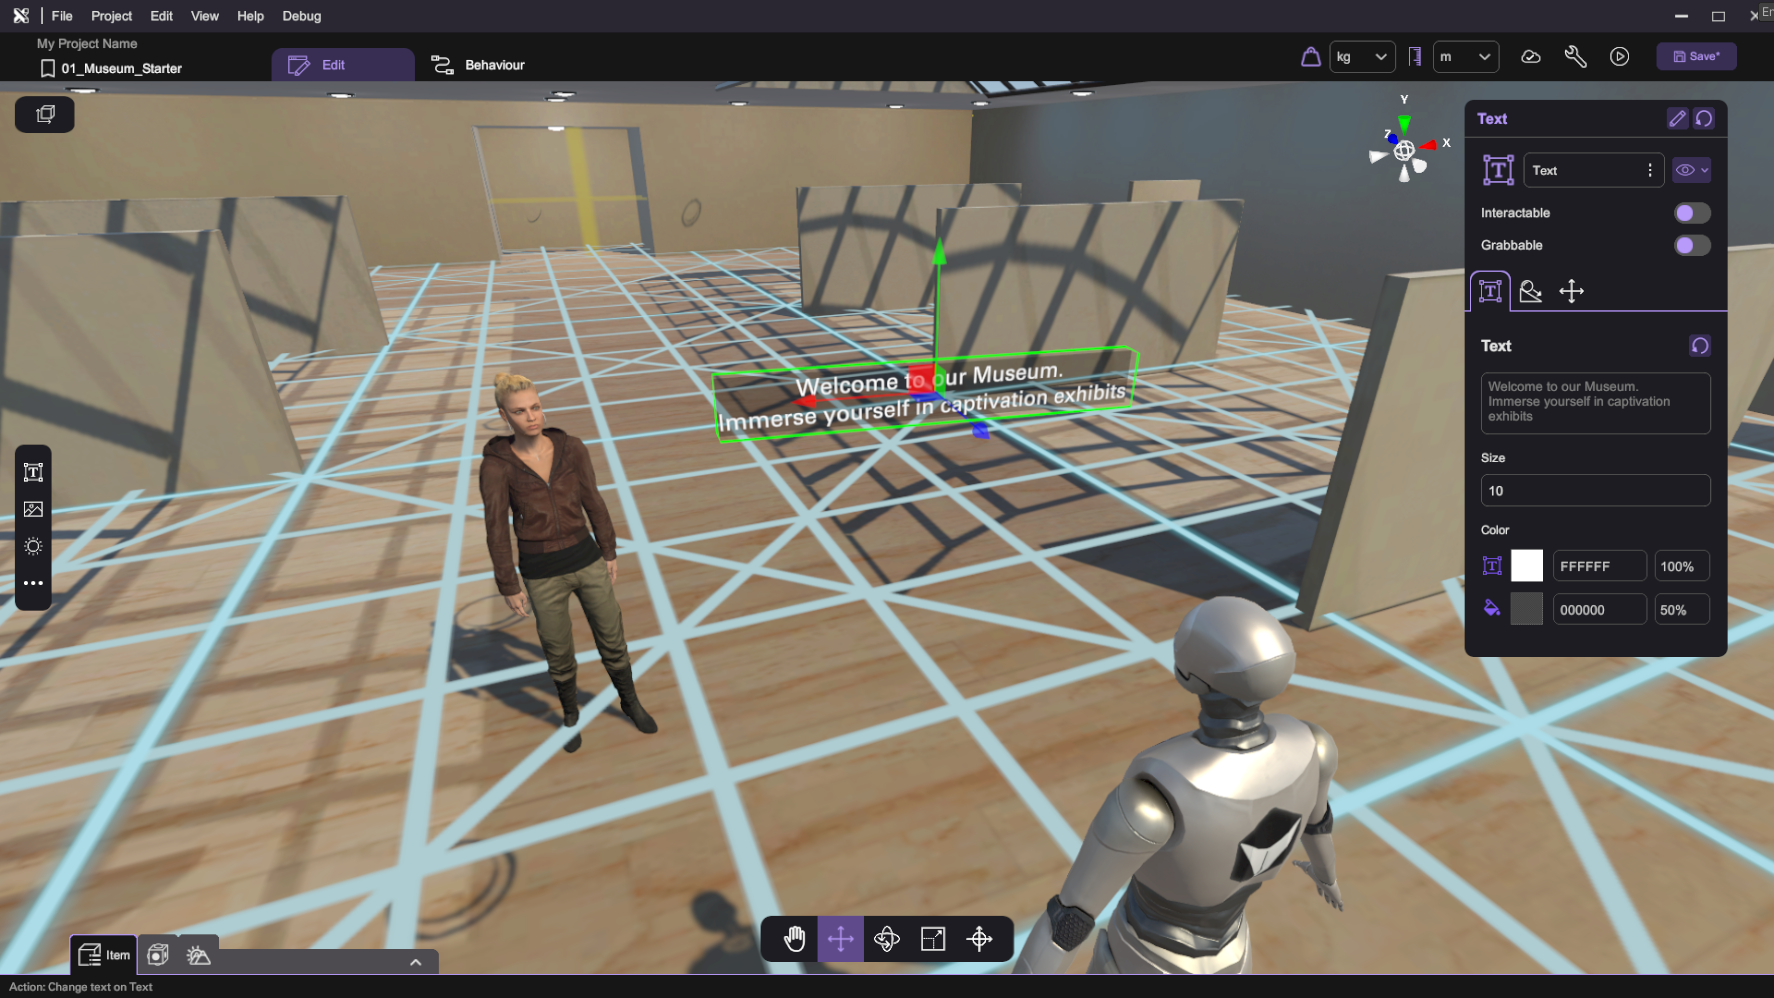 File Project Edit View Help Debug
En
My Project Name
01_Museum_Starter
Edit
Behaviour
kg
m
Save*
Y
Z
X
Text
Text
Interactable
Grabbable
Text
Welcome to our Museum.
Immerse yourself in captivation
exhibits
Size
10
Color
FFFFFF 100%
000000 50%
Welcome to our Museum.
Immerse yourself in captivation exhibits
Item
Action: Change text on Text